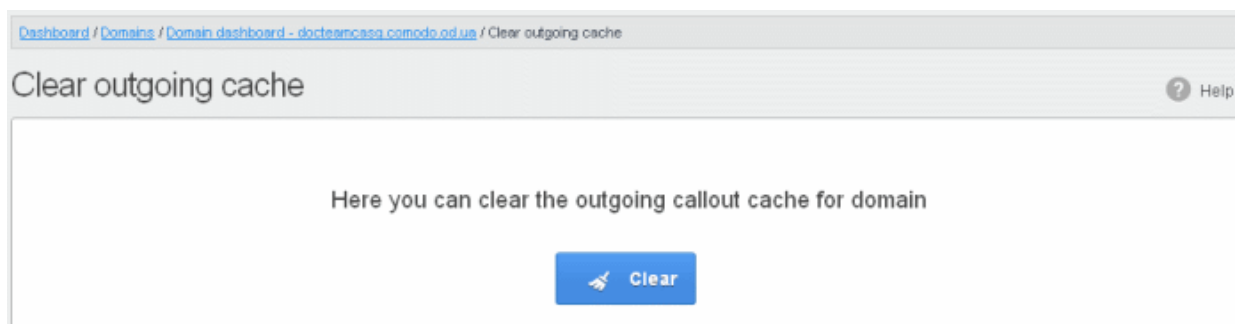 Dashboard / Domains / Domain dashboard - docteamcasg.comodo.od.ua / Clear outgoing cache
Clear outgoing cache
? Help
Here you can clear the outgoing callout cache for domain
Clear